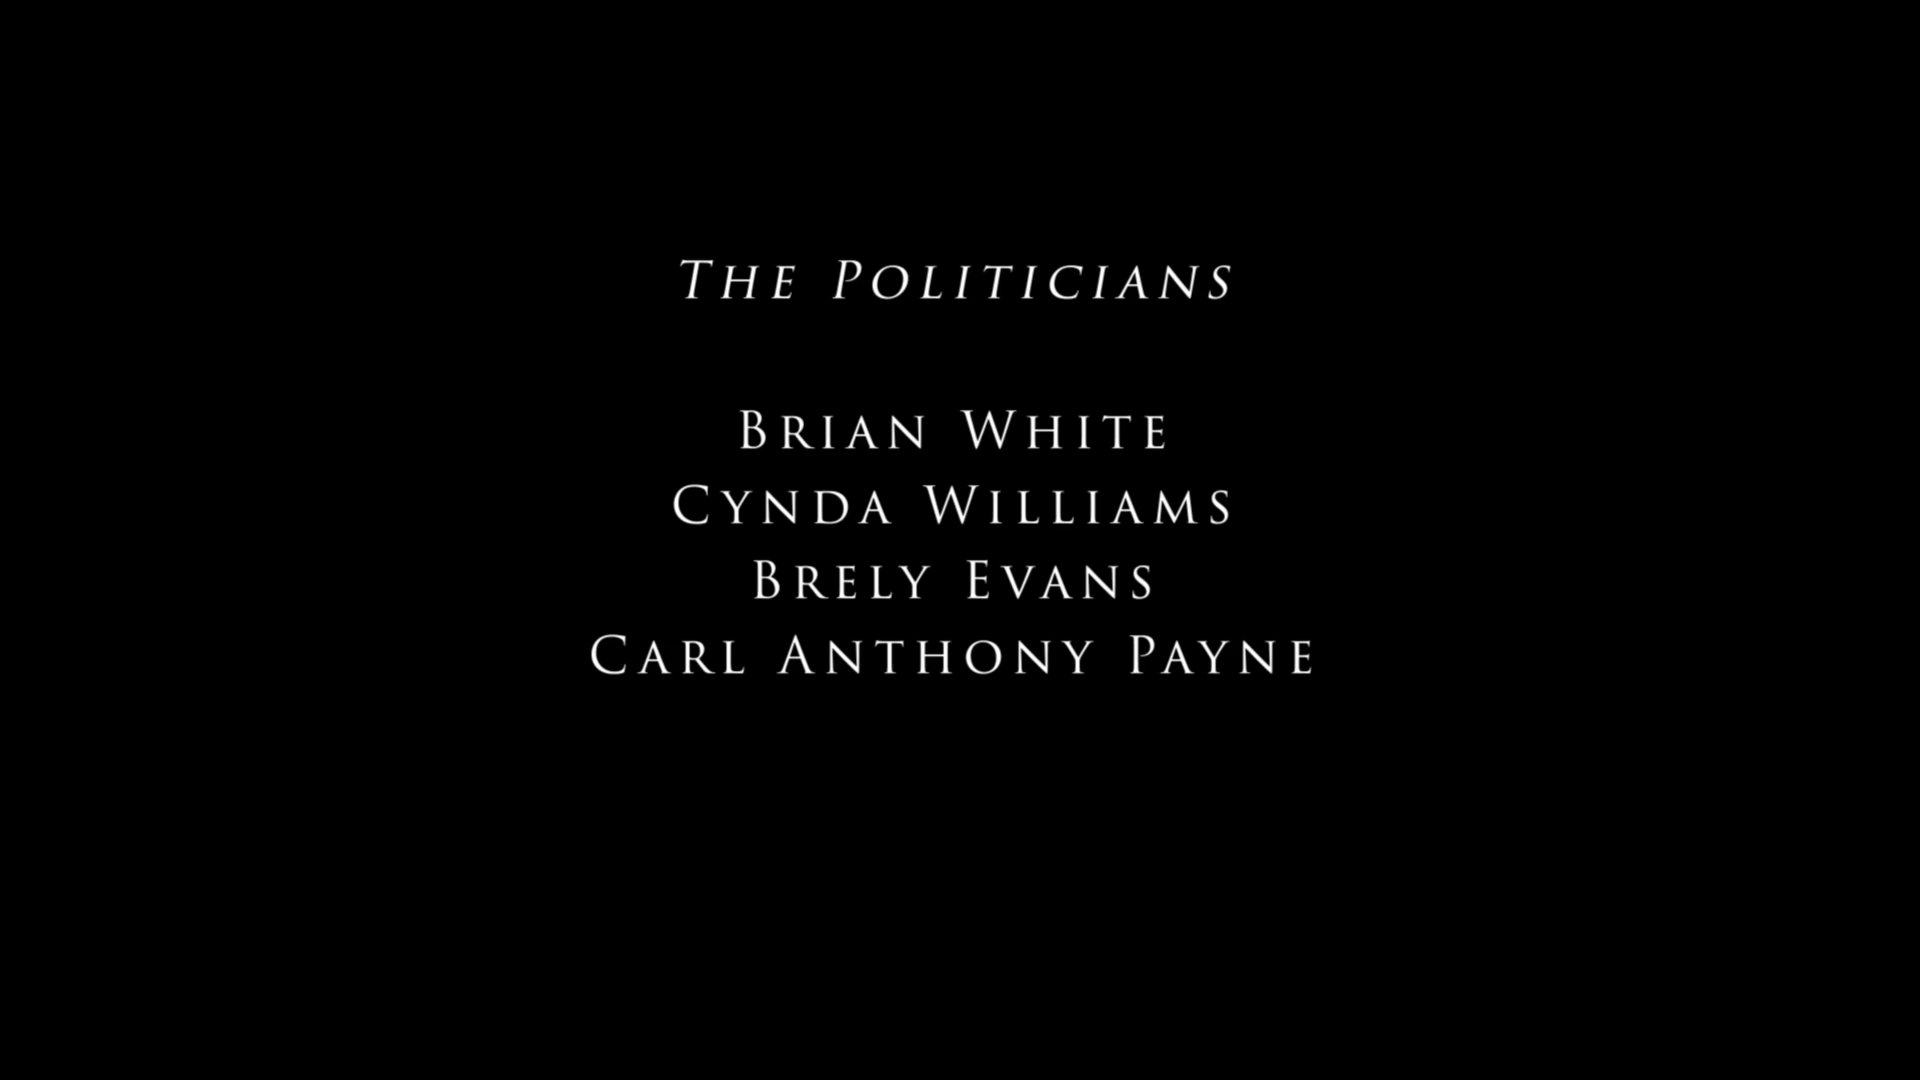 The Politicians
Brian White
Cynda Williams
Brely Evans
Carl Anthony Payne